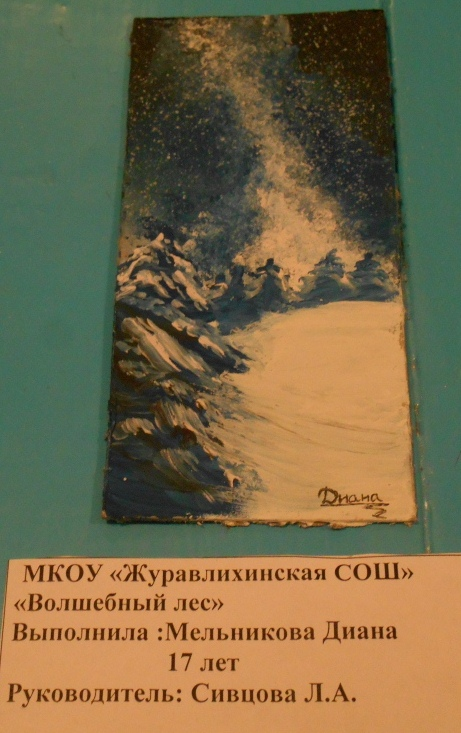 Диана
МКОУ «Журавлихинская СОШ»
«Волшебный лес»
Выполнила :Мельникова Диана
17 лет
Руководитель: Сивцова Л.А.